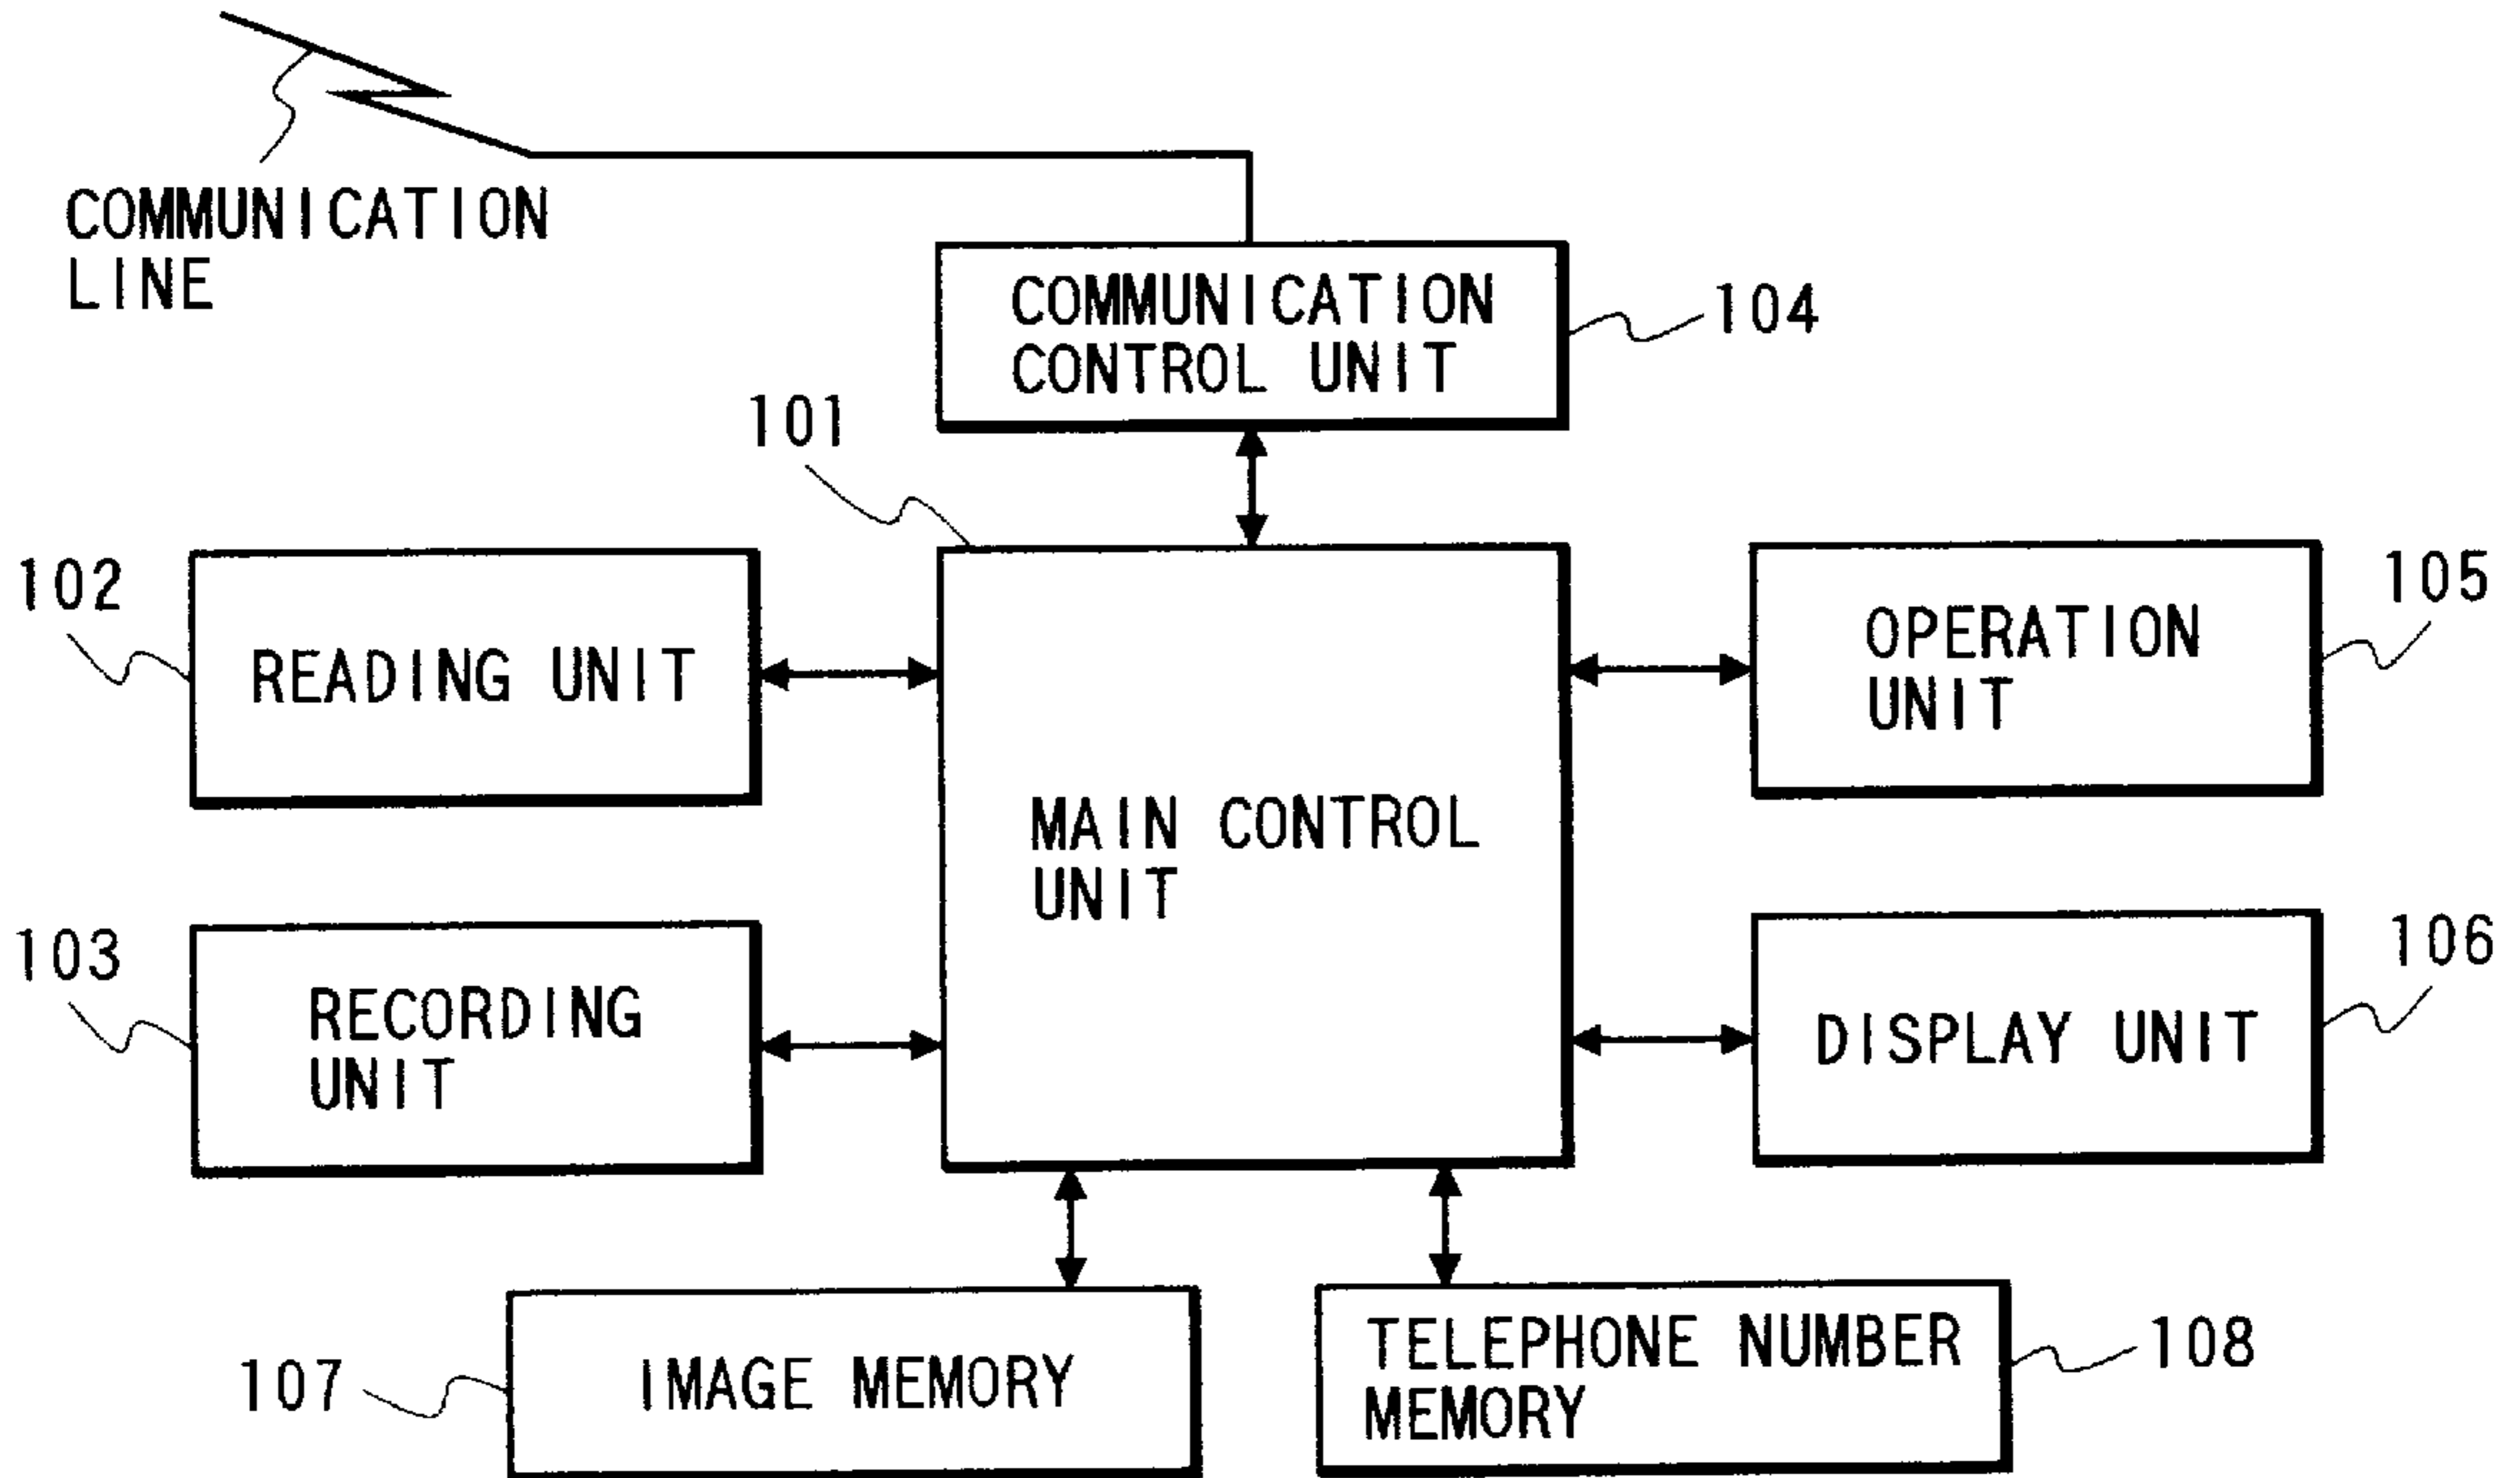 COMMUNICATION
LINE
COMMUNICATION
CONTROL UNIT
104
101
102
READING UNIT
MAIN CONTROL
UNIT
OPERATION
UNIT
105
103
RECORDING
UNIT
DISPLAY UNIT
106
107
IMAGE MEMORY
TELEPHONE NUMBER
MEMORY
108